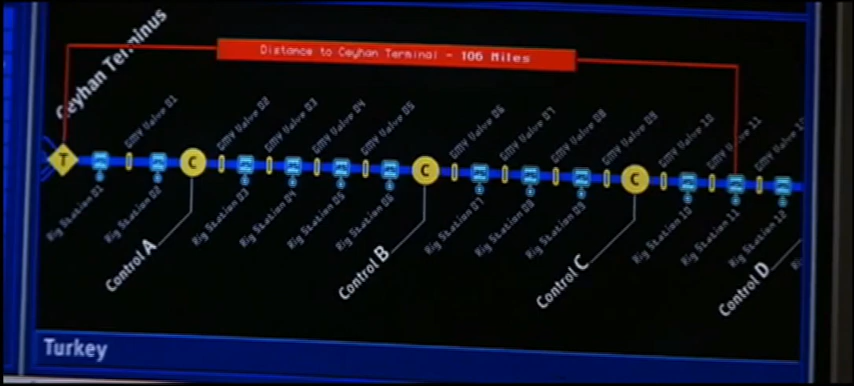 Ceyhan Terminus
Distance to Ceyhan Terminal - 106 Miles
GMV Valve 01
GMV Valve 02
GMV Valve 03
GMV Valve 04
GMV Valve 05
GMV Valve 06
GMV Valve 07
GMV Valve 08
GMV Valve 09
GMV Valve 10
GMV Valve 11
GMV Valve
T
C
C
C
Rig Station 01
Rig Station 02
Rig Station 03
Rig Station 04
Rig Station 05
Rig Station 06
Rig Station 07
Rig Station 08
Rig Station 09
Rig Station 10
Rig Station 11
Rig Station 12
Control A
Control B
Control C
Control D
Turkey